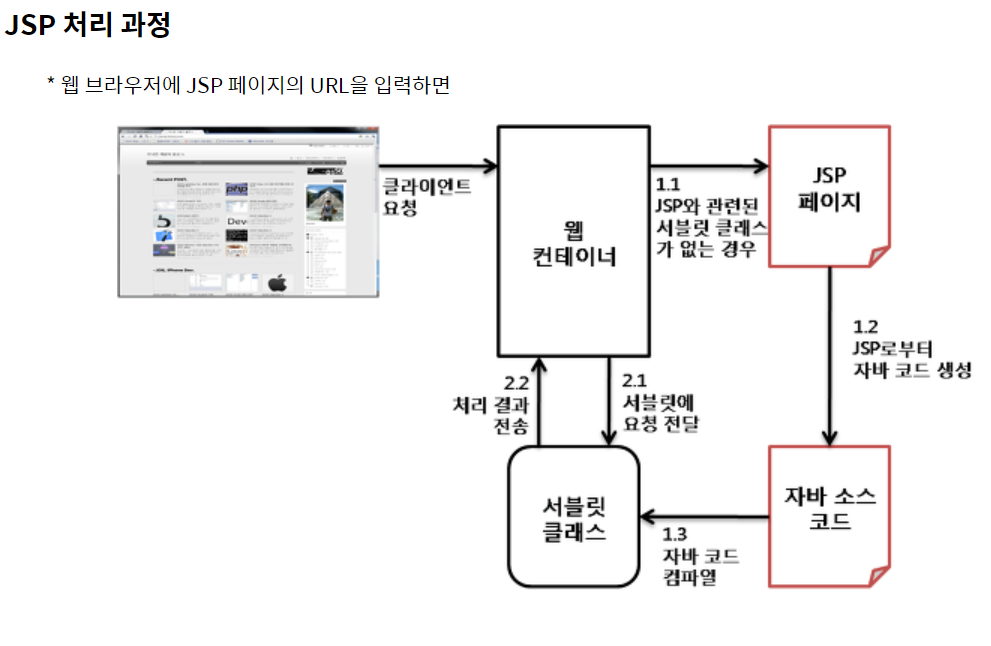 JSP 처리 과정
* 웹 브라우저에 JSP 페이지의 URL을 입력하면
클라이언트
요청
웹
컨테이너
1.1
JSP와 관련된
서블릿 클래스
가 없는 경우
JSP
페이지
1.2
JSP로부터
자바 코드 생성
2.2
처리 결과
전송
2.1
서블릿에
요청 전달
서블릿
클래스
1.3
자바 코드
컴파일
자바 소스
코드
php
Dev